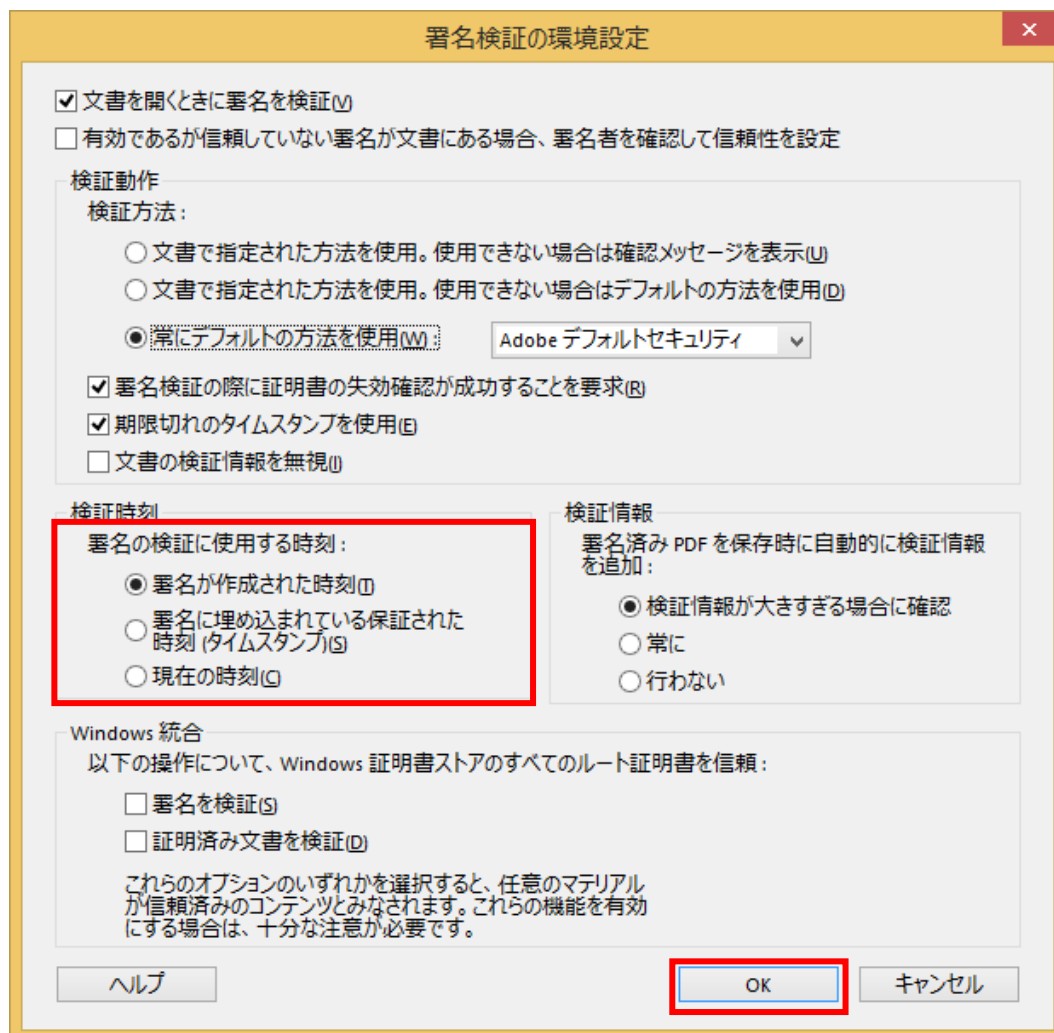 署名検証の環境設定
×
文書を開くときに署名を検証(V)
有効であるが信頼していない署名が文書にある場合、署名者を確認して信頼性を設定
検証動作
検証方法:
文書で指定された方法を使用。使用できない場合は確認メッセージを表示(U)
文書で指定された方法を使用。使用できない場合はデフォルトの方法を使用(D)
常にデフォルトの方法を使用(W): Adobe デフォルトセキュリティ
署名検証の際に証明書の失効確認が成功することを要求(R)
期限切れのタイムスタンプを使用(E)
文書の検証情報を無視(I)
検証時刻
署名の検証に使用する時刻:
署名が作成された時刻(T)
署名に埋め込まれている保証された
時刻 (タイムスタンプ)(S)
現在の時刻(C)
検証情報
署名済み PDF を保存時に自動的に検証情報
を追加:
検証情報が大きすぎる場合に確認
常に
行わない
Windows 統合
以下の操作について、Windows 証明書ストアのすべてのルート証明書を信頼:
署名を検証(S)
証明済み文書を検証(D)
これらのオプションのいずれかを選択すると、任意のマテリアル
が信頼済みのコンテンツとみなされます。これらの機能を有効
にする場合は、十分な注意が必要です。
ヘルプ OK キャンセル